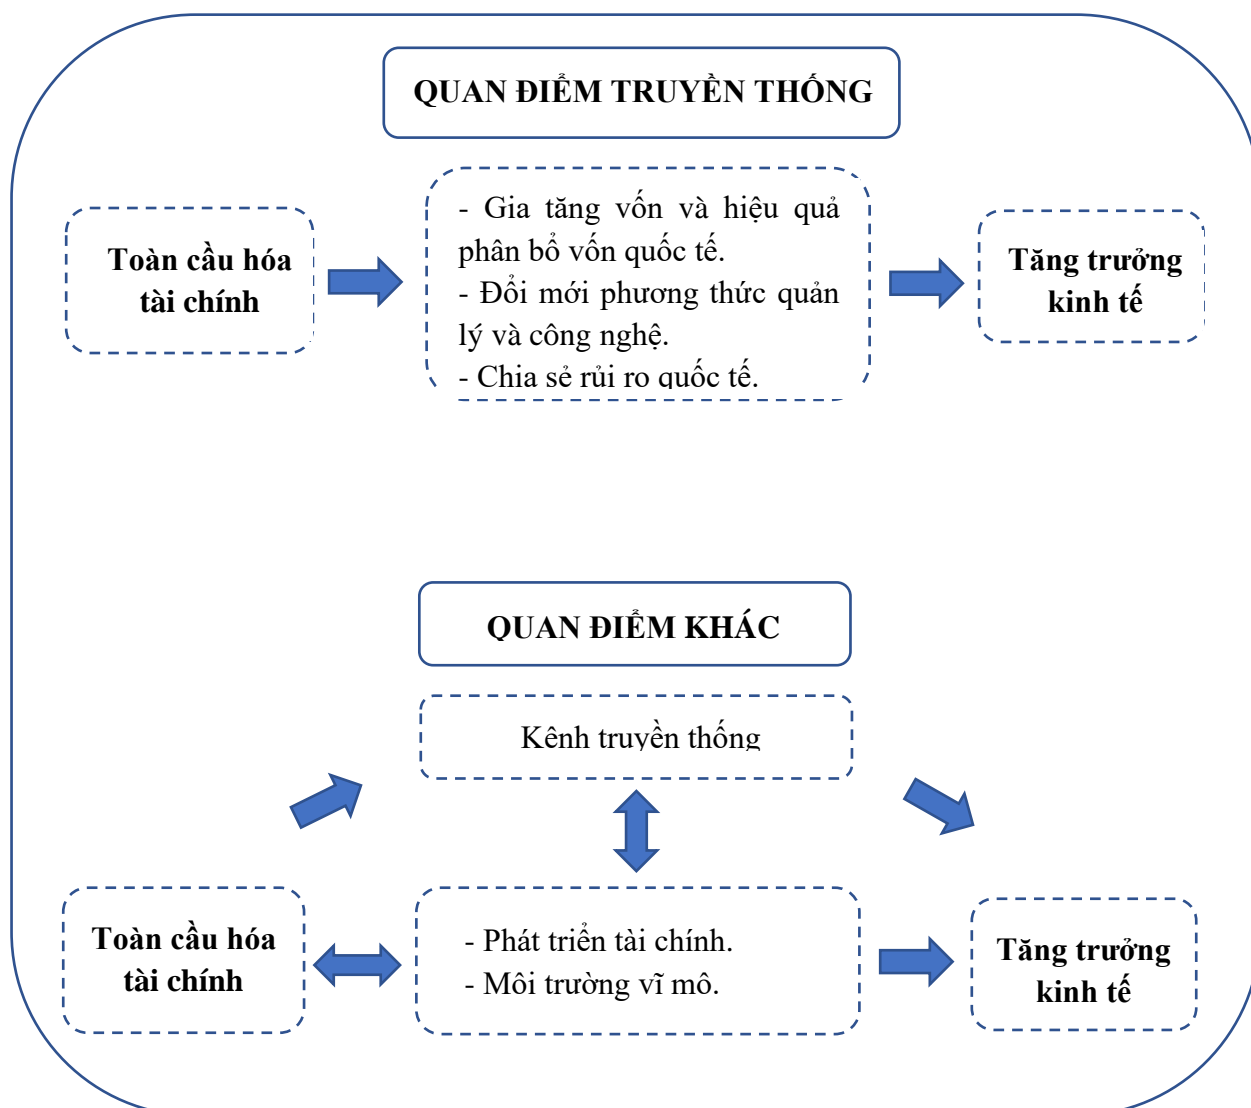 QUAN ĐIỂM TRUYỀN THỐNG
Toàn cầu hóa
tài chính
- Gia tăng vốn và hiệu quả
phân bổ vốn quốc tế.
- Đổi mới phương thức quản
lý và công nghệ.
- Chia sẻ rủi ro quốc tế.
Tăng trưởng
kinh tế
QUAN ĐIỂM KHÁC
Kênh truyền thống
Toàn cầu hóa
tài chính
- Phát triển tài chính.
- Môi trường vĩ mô.
Tăng trưởng
kinh tế